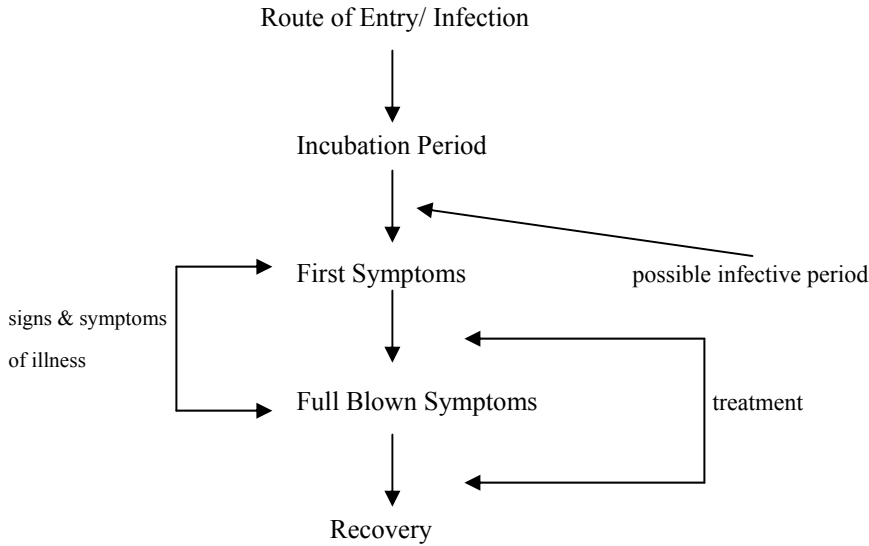 Route of Entry/ Infection
Incubation Period
First Symptoms
possible infective period
signs & symptoms
of illness
Full Blown Symptoms
treatment
Recovery